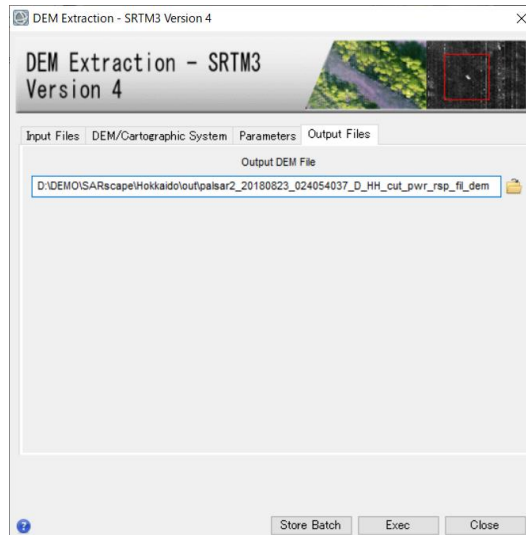 DEM Extraction - SRTM3 Version 4
DEM Extraction - SRTM3
Version 4
Input Files
DEM/Cartographic System
Parameters
Output Files
Output DEM File
D:\DEMO\SARscape\Hokkaido\out\palsar2_20180823_024054037_D_HH_cut_pwr_rsp_fil_dem
Store Batch
Exec
Close